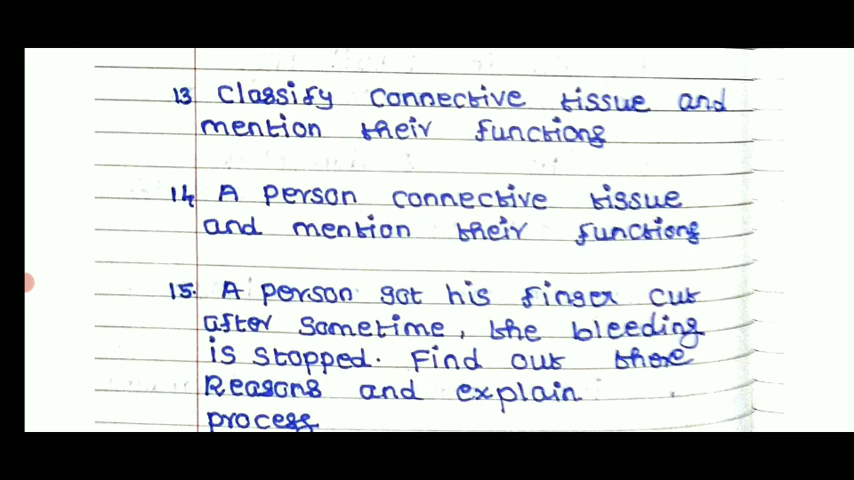 13 Classify connective tissue and
mention their functions
14 A person connective tissue
and mention their functions
15. A person got his finger cut
after sometime, the bleeding
is stopped. Find out there
Reasons and explain
process